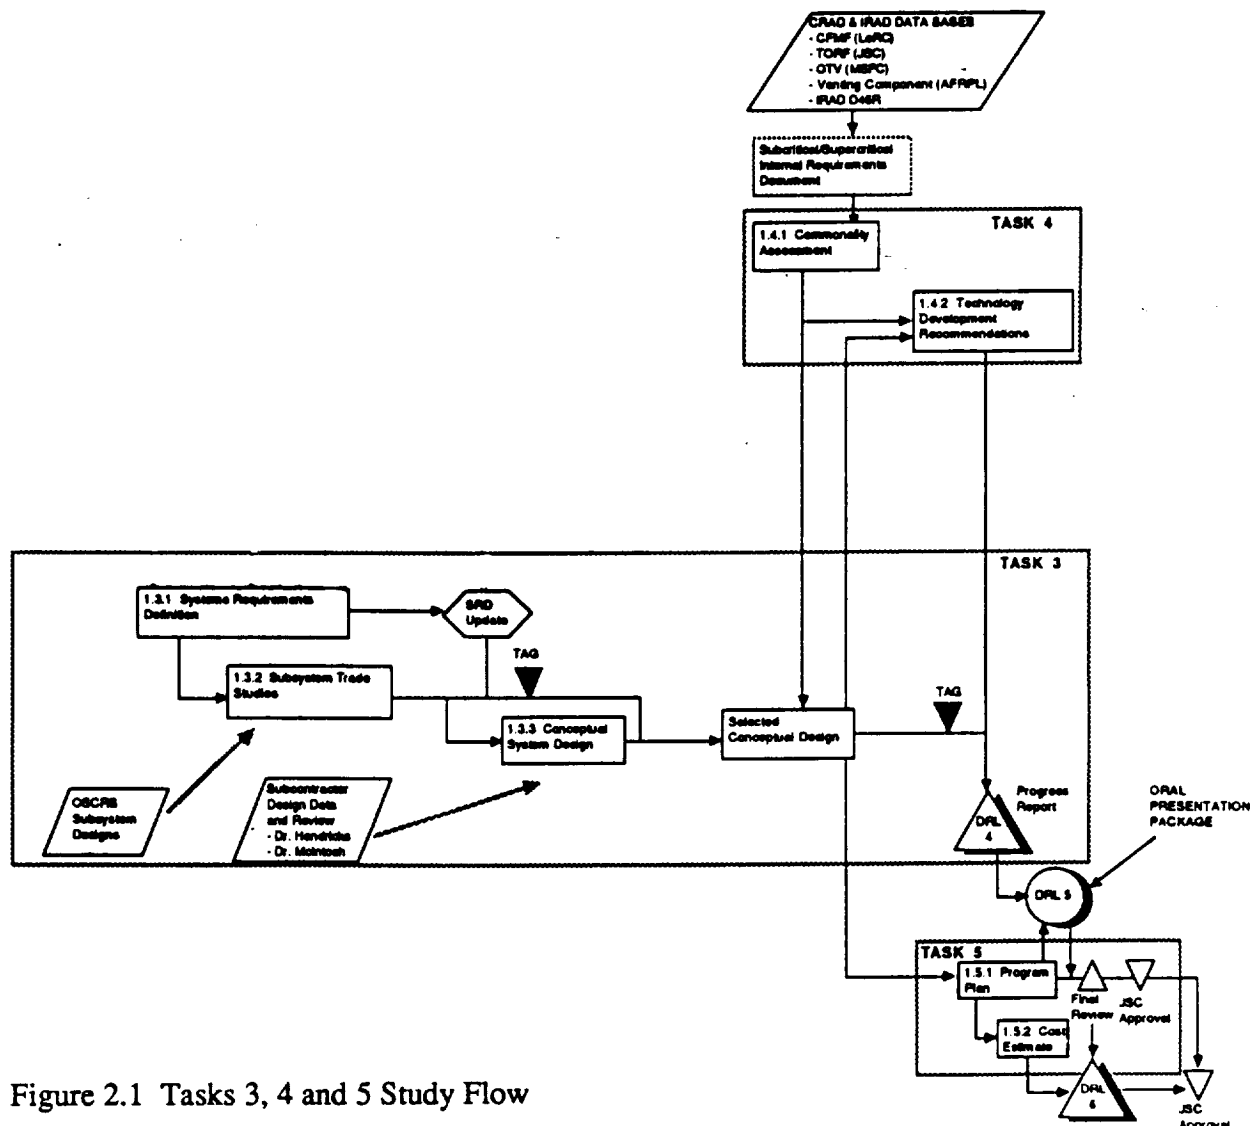 CRAD & IRAD DATA BASES
- CFMF (LeRC)
- TORF (JSC)
- OTV (MSFC)
- Venting Component (AFRPL)
- IRAD D46R
Subcritical/Supercritical
Internal Requirements
Document
TASK 4
1.4.1 Commonality
Assessment
1.4.2 Technology
Development
Recommendations
TASK 3
1.3.1 Systems Requirements
Definition
SRD
Update
TAG
1.3.2 Subsystem Trade
Studies
1.3.3 Conceptual
System Design
Selected
Conceptual Design
TAG
OSCRS
Subsystem
Designs
Subcontractor
Design Data
and Review
- Dr. Hendricks
- Dr. McIntosh
Progress
Report
DRL
4
ORAL
PRESENTATION
PACKAGE
DRL 5
TASK 5
1.5.1 Program
Plan
Final
Review
JSC
Approval
1.5.2 Cost
Estimate
DRL
6
JSC
Approval
Figure 2.1 Tasks 3, 4 and 5 Study Flow